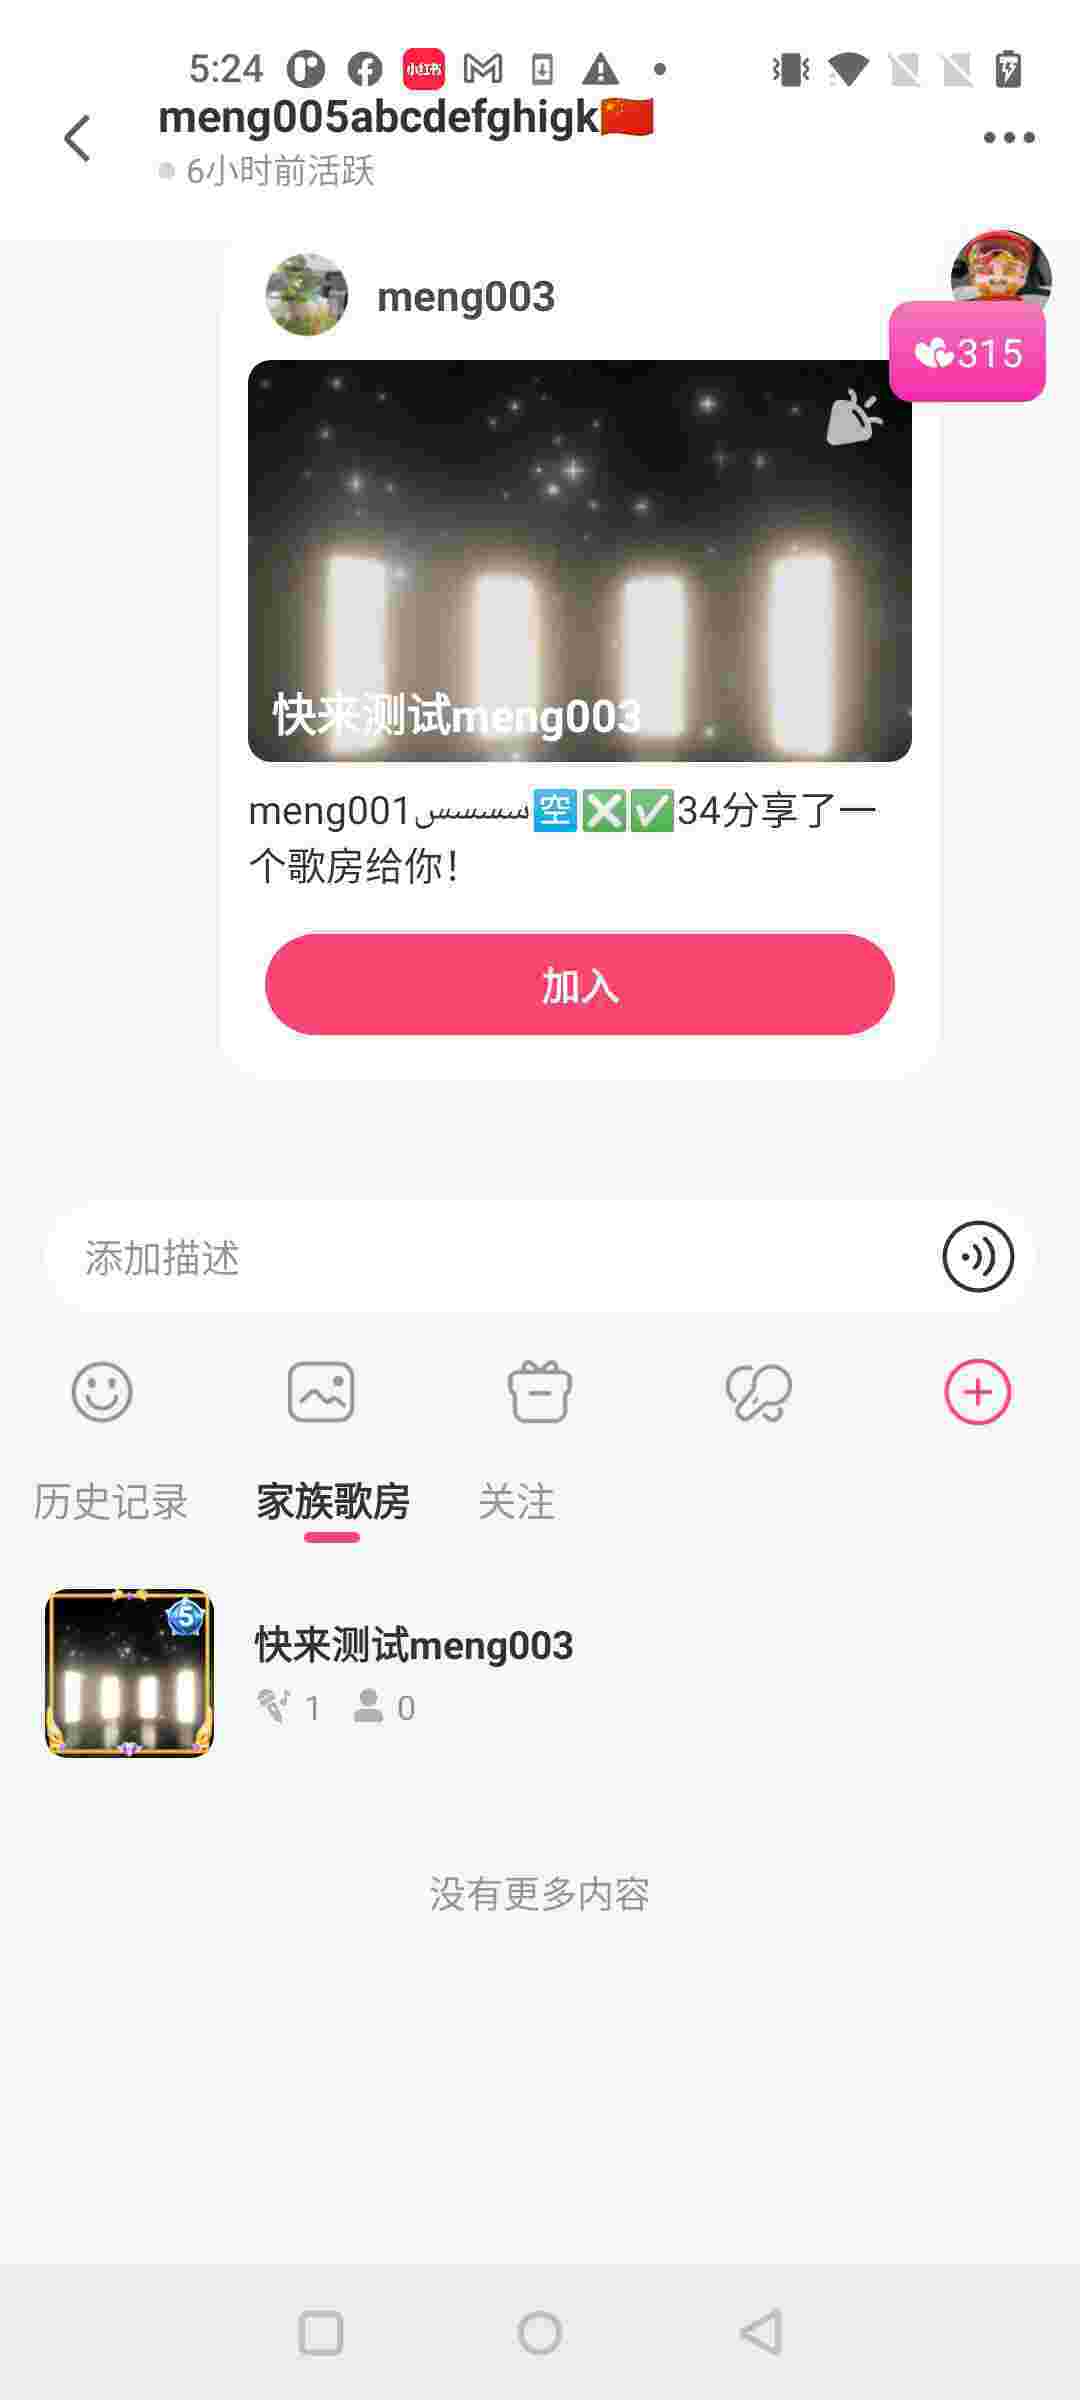 5:24
小红书
meng005abcdefghigk🇨🇳
6小时前活跃
meng003
315
快来测试meng003
meng001سسسسس🈳❎✅34分享了一
个歌房给你！
加入
添加描述
历史记录 家族歌房 关注
5
快来测试meng003
1 0
没有更多内容